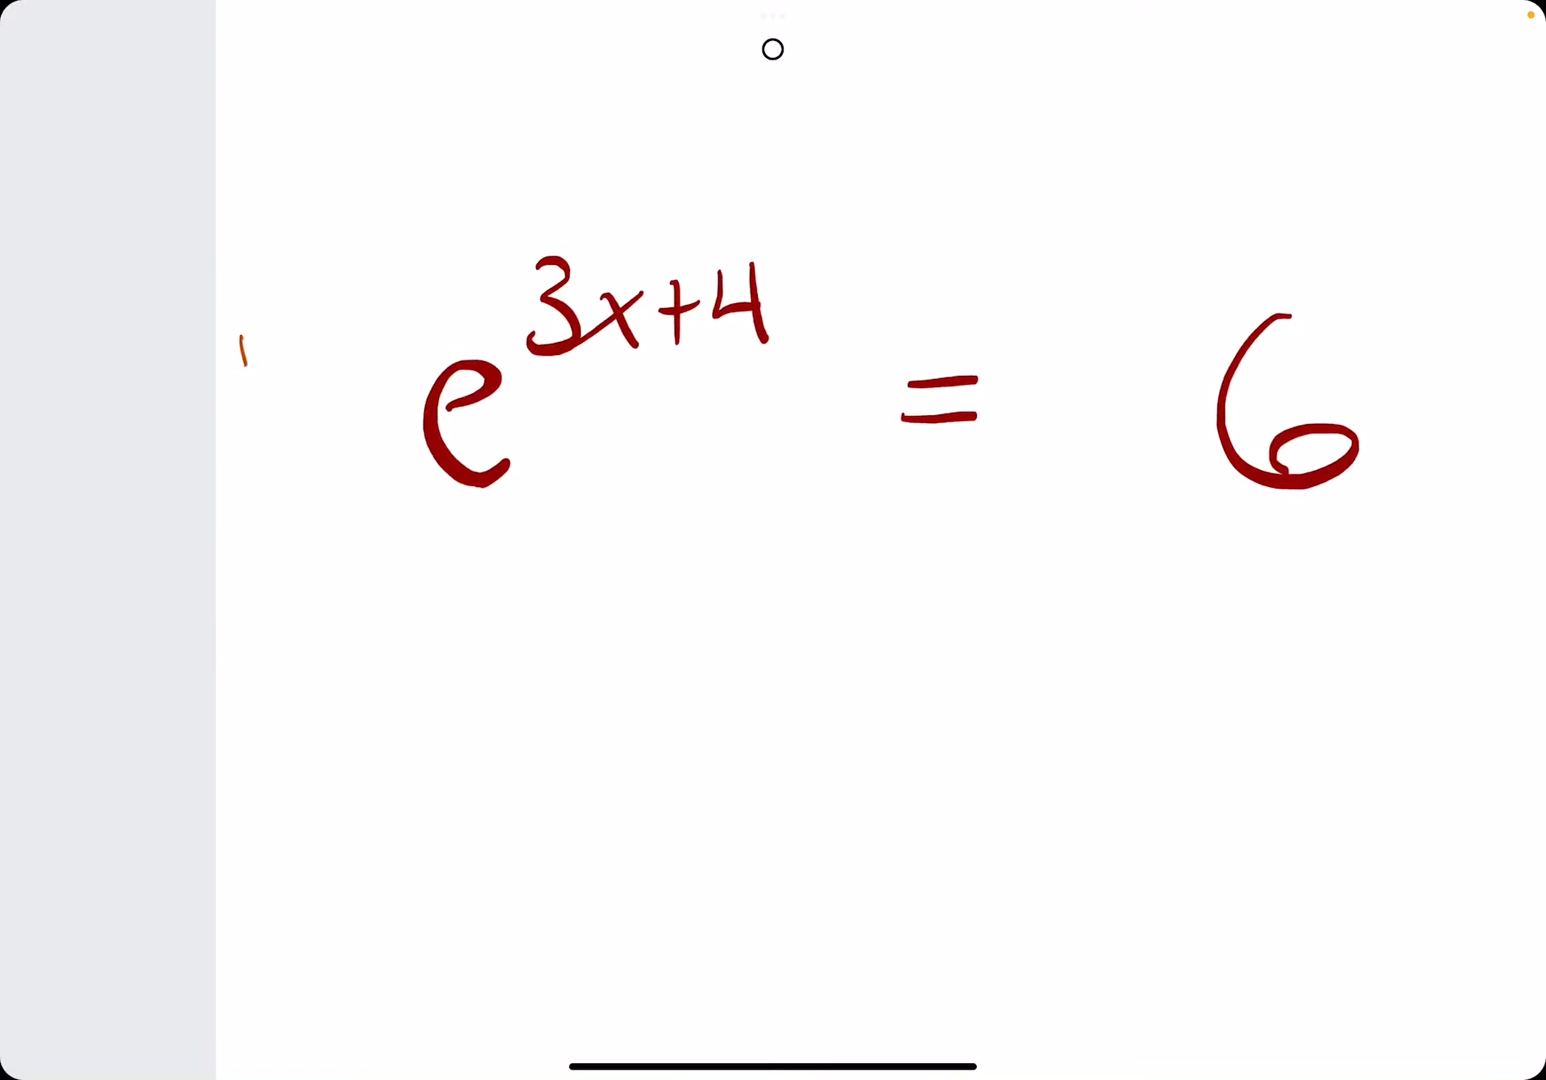 e^{3x+4} = 6